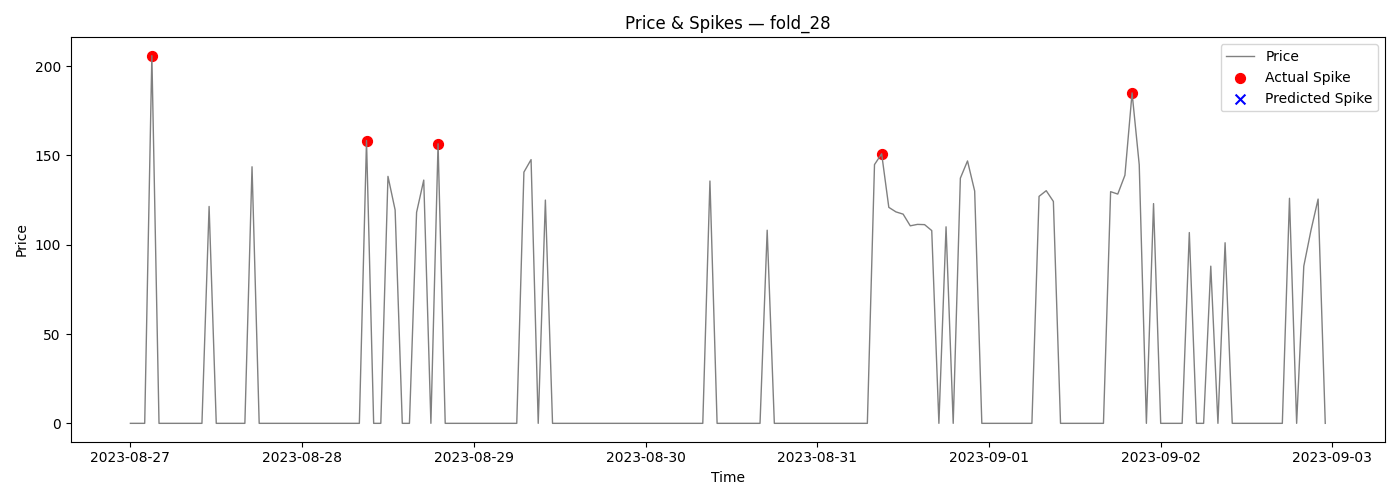 Price & Spikes — fold_28
Price
Actual Spike
Predicted Spike
200
150
100
50
0
Price
2023-08-27
2023-08-28
2023-08-29
2023-08-30
2023-08-31
2023-09-01
2023-09-02
2023-09-03
Time